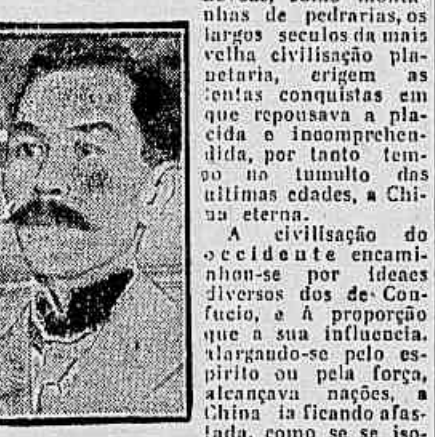 nhas de pedrarias, os
largos seculos da mais
velha civilisação pla-
netaria, erigem as
lentas conquistas em
que repousava a pla-
cida e incomprehen-
dida, por tanto tem-
po no tumulto das
ultimas edades, a Chi-
na eterna.
A civilisação do
occidente encami-
nhou-se por ideaes
diversos dos de Con-
fucio, e á proporção
que a sua influencia,
alargando-se pelo es-
pirito ou pela força,
alcançava nações, a
China ia ficando afas-
tada, como se se iso-